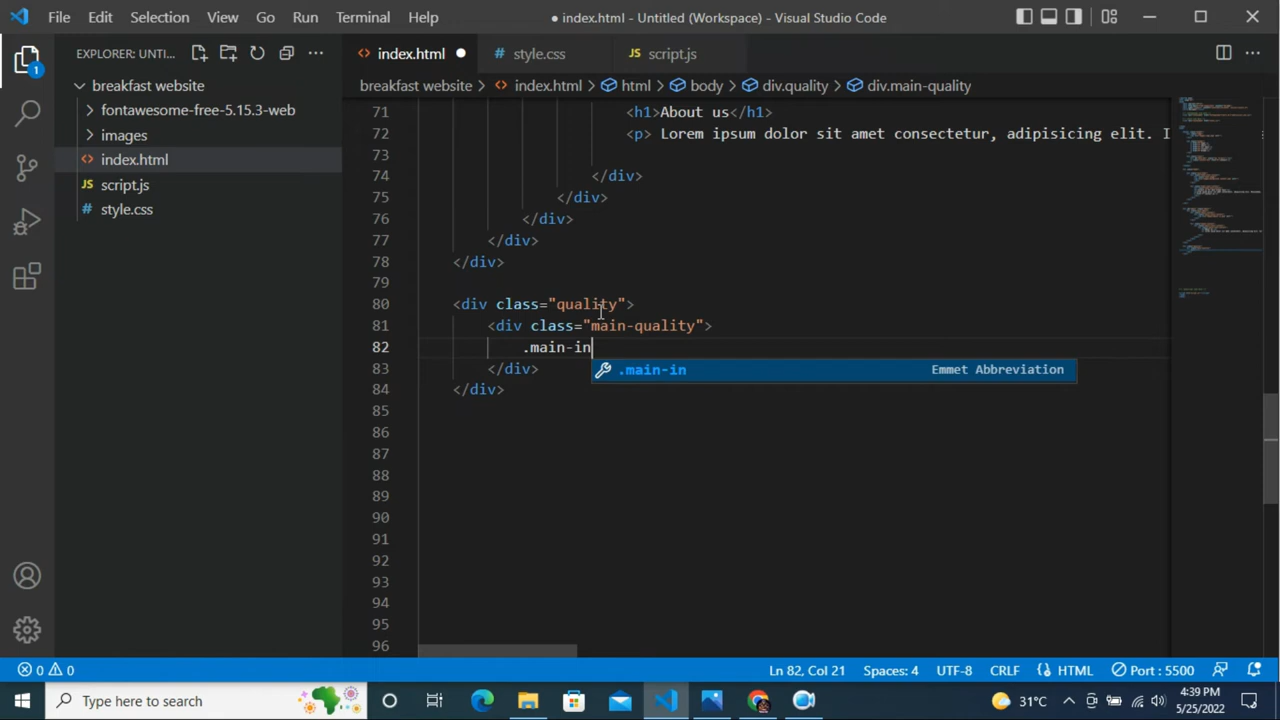 File Edit Selection View Go Run Terminal Help
● index.html - Untitled (Workspace) - Visual Studio Code
EXPLORER: UNTI...
index.html
style.css
JS script.js
1
breakfast website
fontawesome-free-5.15.3-web
images
index.html
JS script.js
style.css
breakfast website > index.html > html > body > div.quality > div.main-quality
71 <h1>About us</h1>
72 <p> Lorem ipsum dolor sit amet consectetur, adipisicing elit. I
73
74 </div>
75 </div>
76 </div>
77 </div>
78 </div>
79
80 <div class="quality">
81 <div class="main-quality">
82 .main-in
.main-in Emmet Abbreviation
83 </div>
84 </div>
85
86
87
88
89
90
91
92
93
94
95
96
0 0
Ln 82, Col 21 Spaces: 4 UTF-8 CRLF HTML Port : 5500
Type here to search
31°C
4:39 PM
5/25/2022